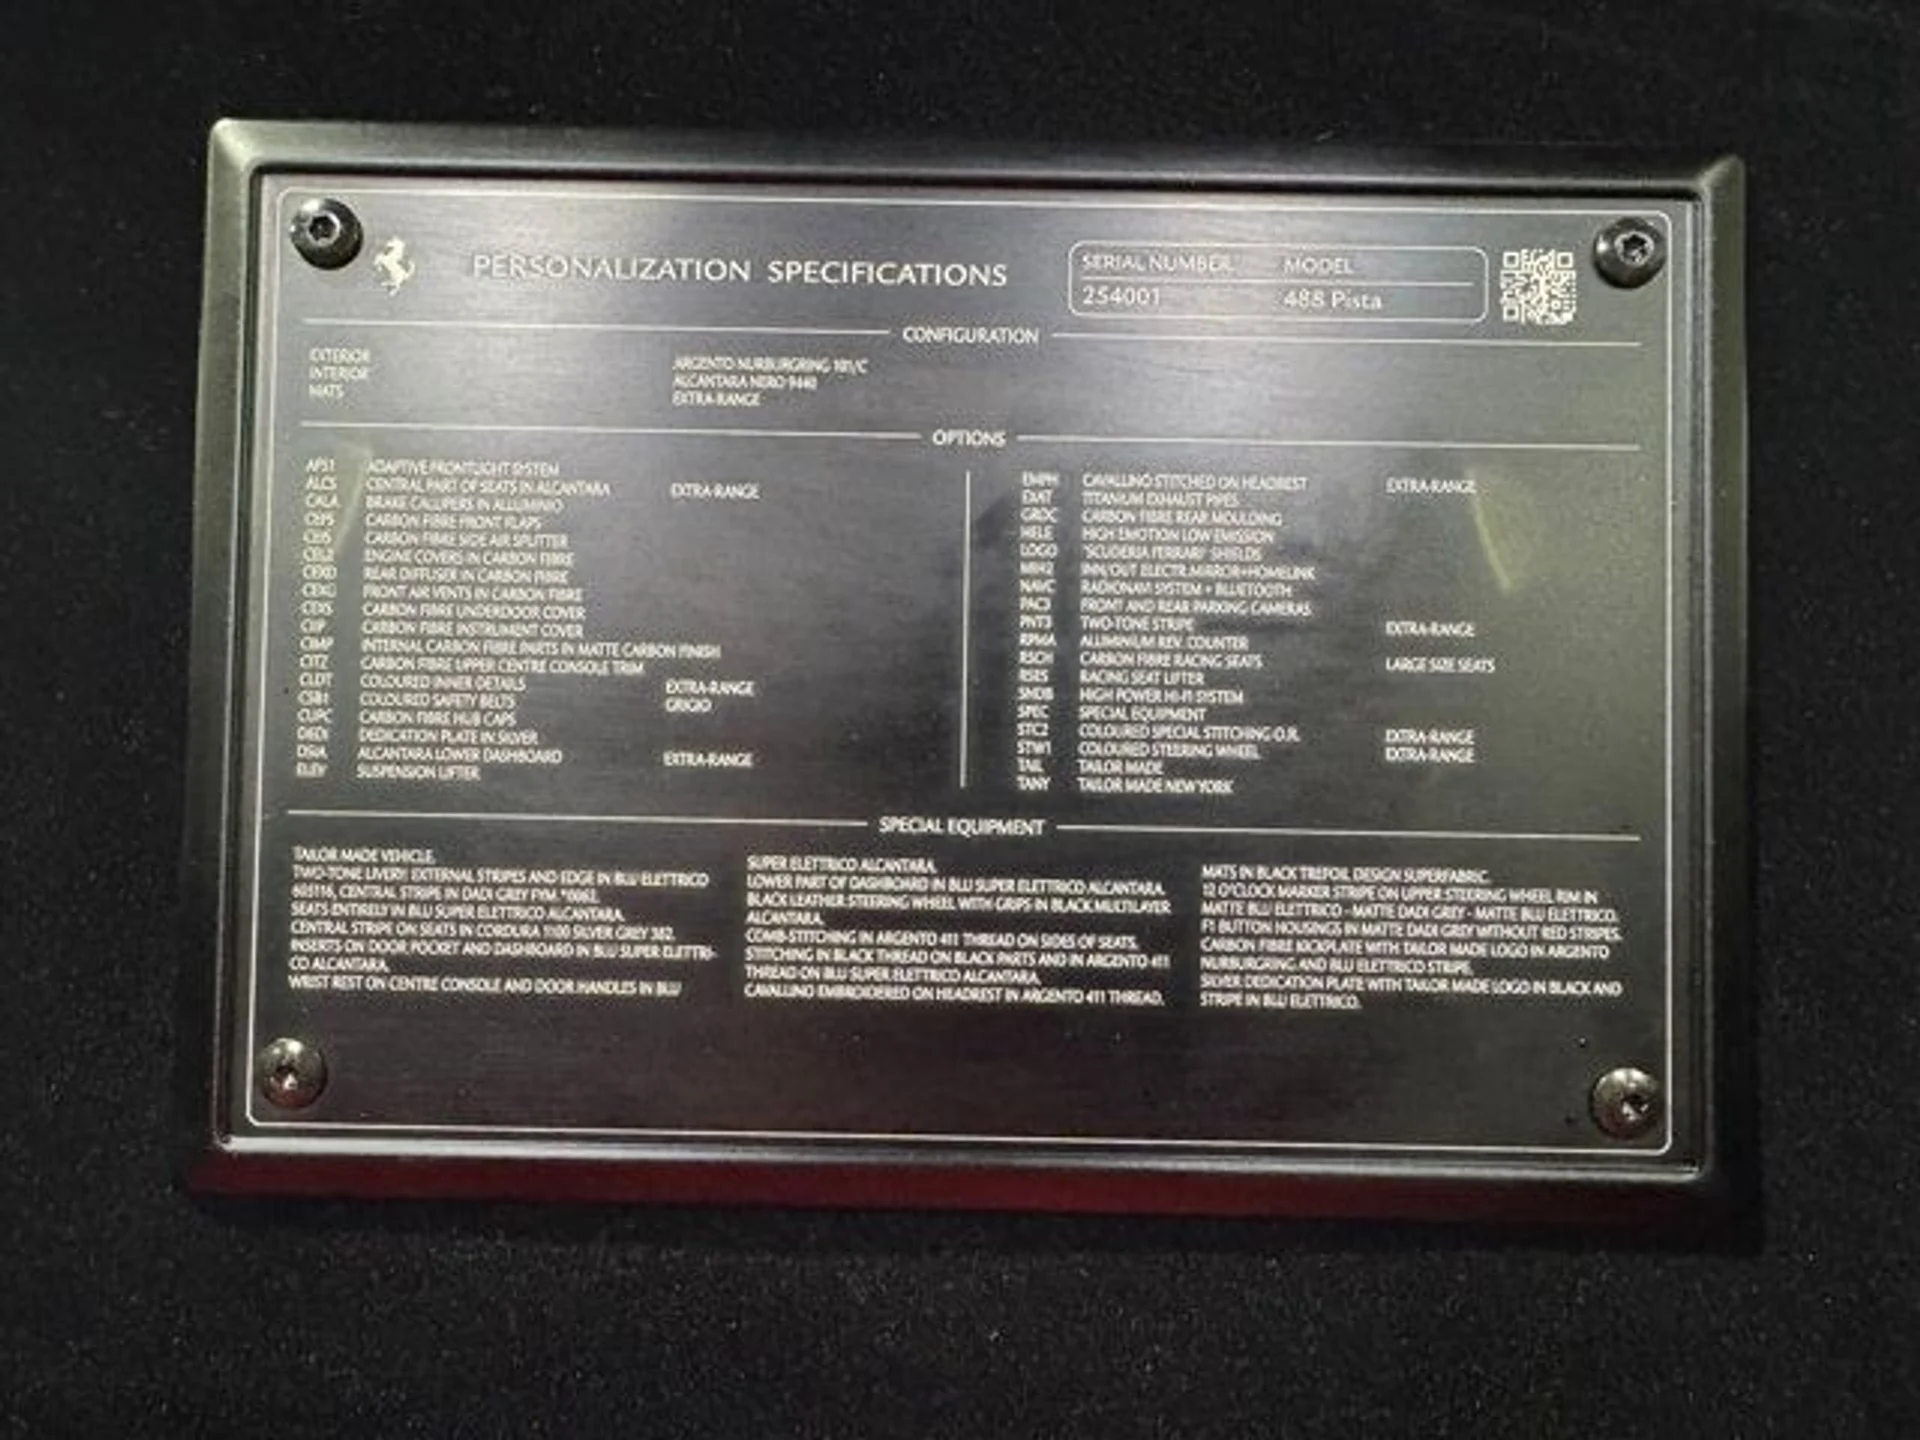 PERSONALIZATION SPECIFICATIONS
SERIAL NUMBER MODEL
254001 488 Pista
CONFIGURATION
EXTERIOR ARGENTO NURBURGRING 101/C
INTERIOR ALCANTARA NERO 9440
MATS EXTRA-RANGE
OPTIONS
AFS1 ADAPTIVE FRONTLIGHT SYSTEM
ALCS CENTRAL PART OF SEATS IN ALCANTARA EXTRA-RANGE
CALA BRAKE CALLIPERS IN ALLUMINIO
CARBON FIBRE FRONT FLAPS
CARBON FIBRE SIDE AIR SPLITTER
ENGINE COVERS IN CARBON FIBRE
CEXD REAR DIFFUSER IN CARBON FIBRE
CEXG FRONT AIR VENTS IN CARBON FIBRE
CEXS CARBON FIBRE UNDERDOOR COVER
CIIP CARBON FIBRE INSTRUMENT COVER
CIMP INTERNAL CARBON FIBRE PARTS IN MATTE CARBON FINISH
CITZ CARBON FIBRE UPPER CENTRE CONSOLE TRIM
CLDT COLOURED INNER DETAILS EXTRA-RANGE
CSB1 COLOURED SAFETY BELTS GRIGIO
CUPC CARBON FIBRE HUB CAPS
DEDI DEDICATION PLATE IN SILVER
DSIA ALCANTARA LOWER DASHBOARD EXTRA-RANGE
ELEV SUSPENSION LIFTER
EMPH CAVALLINO STITCHED ON HEADREST EXTRA-RANGE
EXAT TITANIUM EXHAUST PIPES
GROC CARBON FIBRE REAR MOULDING
HELE HIGH EMOTION LOW EMISSION
LOGO "SCUDERIA FERRARI" SHIELDS
MIH2 INN/OUT ELECTR.MIRROR+HOMELINK
NAVC RADIONAVI SYSTEM + BLUETOOTH
PAC3 FRONT AND REAR PARKING CAMERAS
PNT3 TWO-TONE STRIPE EXTRA-RANGE
RPMA ALUMINIUM REV. COUNTER
RSCH CARBON FIBRE RACING SEATS LARGE SIZE SEATS
RSES RACING SEAT LIFTER
SNDB HIGH POWER HI-FI SYSTEM
SPEC SPECIAL EQUIPMENT
STC2 COLOURED SPECIAL STITCHING O.R. EXTRA-RANGE
STW1 COLOURED STEERING WHEEL EXTRA-RANGE
TAIL TAILOR MADE
TANY TAILOR MADE NEW YORK
SPECIAL EQUIPMENT
TAILOR MADE VEHICLE.
TWO-TONE LIVERY: EXTERNAL STRIPES AND EDGE IN BLU ELETTRICO
605116, CENTRAL STRIPE IN DADI GREY FYM.
SEATS ENTIRELY IN BLU SUPER ELETTRICO ALCANTARA.
CENTRAL STRIPE ON SEATS IN CORDURA 1100 SILVER GREY 382.
INSERTS ON DOOR POCKET AND DASHBOARD IN BLU SUPER ELETTRI-
CO ALCANTARA.
WRIST REST ON CENTRE CONSOLE AND DOOR HANDLES IN BLU
SUPER ELETTRICO ALCANTARA.
LOWER PART OF DASHBOARD IN BLU SUPER ELETTRICO ALCANTARA.
BLACK LEATHER STEERING WHEEL WITH GRIPS IN BLACK MULTILAYER
ALCANTARA.
COMB-STITCHING IN ARGENTO 411 THREAD ON SIDES OF SEATS.
STITCHING IN BLACK THREAD ON BLACK PARTS AND IN ARGENTO 411
THREAD ON BLU SUPER ELETTRICO ALCANTARA.
CAVALLINO EMBROIDERED ON HEADREST IN ARGENTO 411 THREAD.
MATS IN BLACK TREFOIL DESIGN SUPERFABRIC.
12 O'CLOCK MARKER STRIPE ON UPPER STEERING WHEEL RIM IN
MATTE BLU ELETTRICO - MATTE DADI GREY - MATTE BLU ELETTRICO.
F1 BUTTON HOUSINGS IN MATTE DADI GREY WITHOUT RED STRIPES.
CARBON FIBRE KICKPLATE WITH TAILOR MADE LOGO IN ARGENTO
NURBURGRING AND BLU ELETTRICO STRIPE.
SILVER DEDICATION PLATE WITH TAILOR MADE LOGO IN BLACK AND
STRIPE IN BLU ELETTRICO.